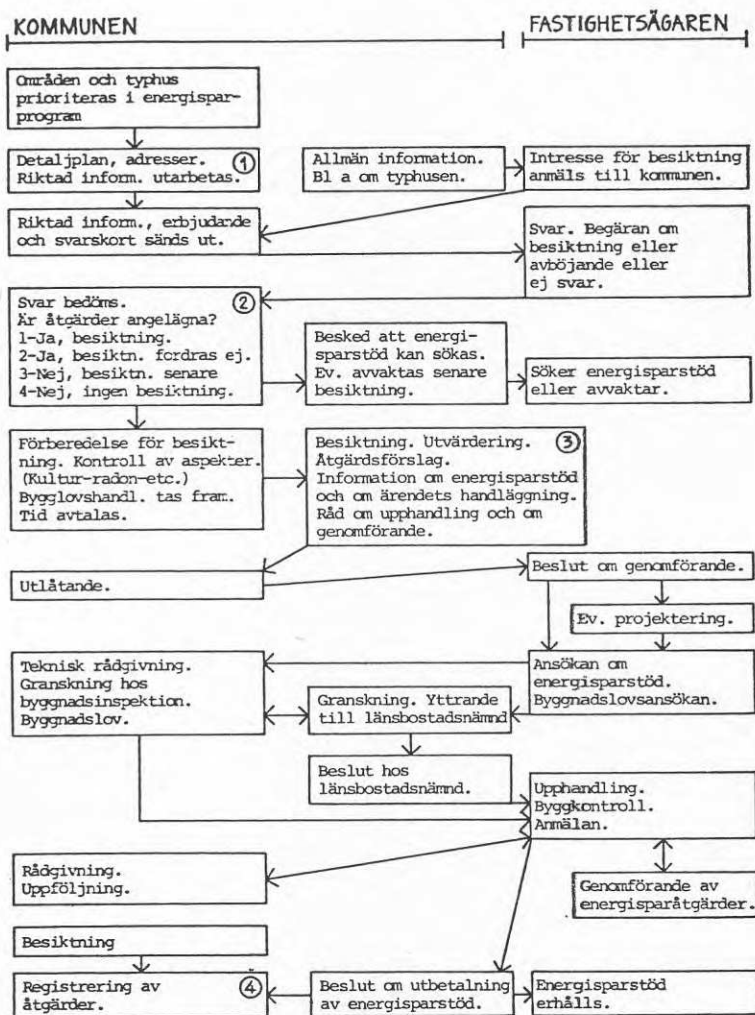 KOMMUNEN
FASTIGHETSÄGAREN
Områden och typhus
prioriteras i energispar-
program
Detaljplan, adresser. ①
Riktad inform. utarbetas.
Allmän information.
Bl a om typhusen.
Intresse för besiktning
anmäls till kommunen.
Riktad inform., erbjudande
och svarskort sänds ut.
Svar. Begäran om
besiktning eller
avböjande eller
ej svar.
Svar bedöms. ②
Är åtgärder angelägna?
1-Ja, besiktning.
2-Ja, besiktn. fordras ej.
3-Nej, besiktn. senare
4-Nej, ingen besiktning.
Besked att energi-
sparstöd kan sökas.
Ev. avvaktas senare
besiktning.
Söker energisparstöd
eller avvaktar.
Förberedelse för besikt-
ning. Kontroll av aspekter.
(Kultur-radon-etc.)
Bygglovshandl. tas fram.
Tid avtalas.
Besiktning. Utvärdering. ③
Åtgärdsförslag.
Information om energisparstöd
och om ärendets handläggning.
Råd om upphandling och om
genomförande.
Utlåtande.
Beslut om genomförande.
Ev. projektering.
Teknisk rådgivning.
Granskning hos
byggnadsinspektion.
Byggnadslov.
Granskning. Yttrande
till länsbostadsnämnd
Ansökan om
energisparstöd.
Byggnadslovsansökan.
Beslut hos
länsbostadsnämnd.
Upphandling.
Byggkontroll.
Anmälan.
Rådgivning.
Uppföljning.
Genomförande av
energisparåtgärder.
Besiktning
Registrering av ④
åtgärder.
Beslut om utbetalning
av energisparstöd.
Energisparstöd
erhålls.